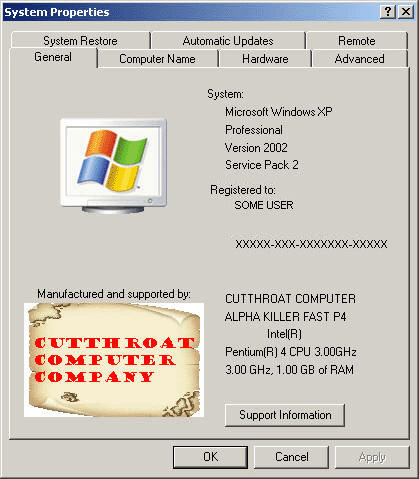 System Properties
System Restore Automatic Updates Remote
General Computer Name Hardware Advanced
System:
Microsoft Windows XP
Professional
Version 2002
Service Pack 2
Registered to:
SOME USER
XXXXX-XXX-XXXXXXX-XXXXX
Manufactured and supported by:
CUTTHROAT
COMPUTER
COMPANY
CUTTHROAT COMPUTER
ALPHA KILLER FAST P4
Intel(R)
Pentium(R) 4 CPU 3.00GHz
3.00 GHz, 1.00 GB of RAM
Support Information
OK Cancel Apply